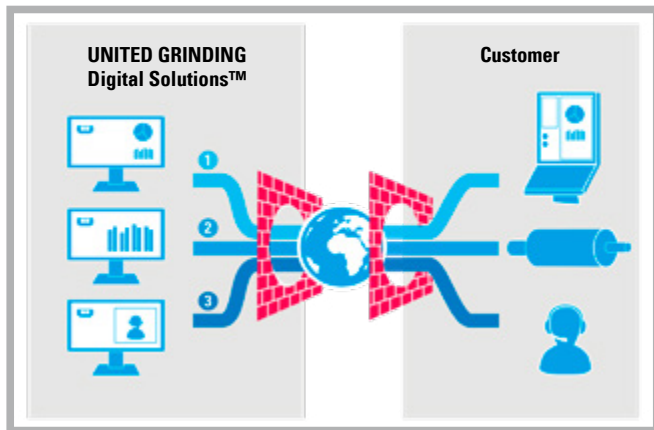 UNITED GRINDING
Digital Solutions™
Customer
1
2
3